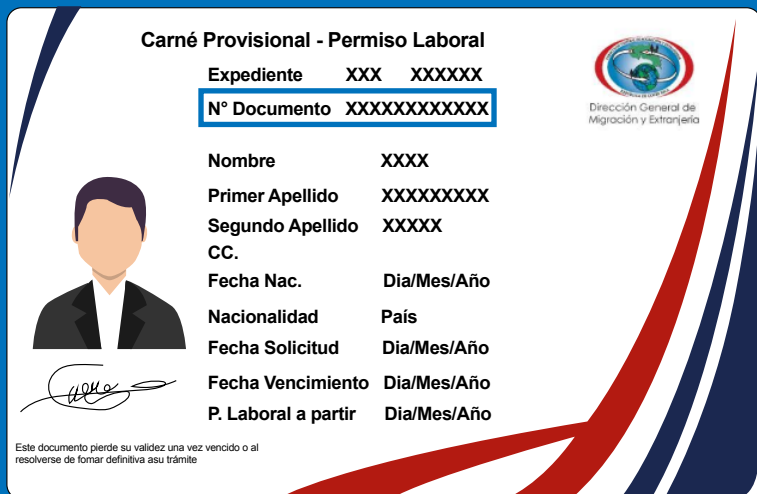 Carné Provisional - Permiso Laboral
Expediente XXX XXXXXX
N° Documento XXXXXXXXXXXX
Dirección General de
Migración y Extranjería
Nombre XXXX
Primer Apellido XXXXXXXXX
Segundo Apellido XXXXX
CC.
Fecha Nac. Dia/Mes/Año
Nacionalidad País
Fecha Solicitud Dia/Mes/Año
Fecha Vencimiento Dia/Mes/Año
P. Laboral a partir Dia/Mes/Año
Este documento pierde su validez una vez vencido o al
resolverse de fomar definitiva asu trámite